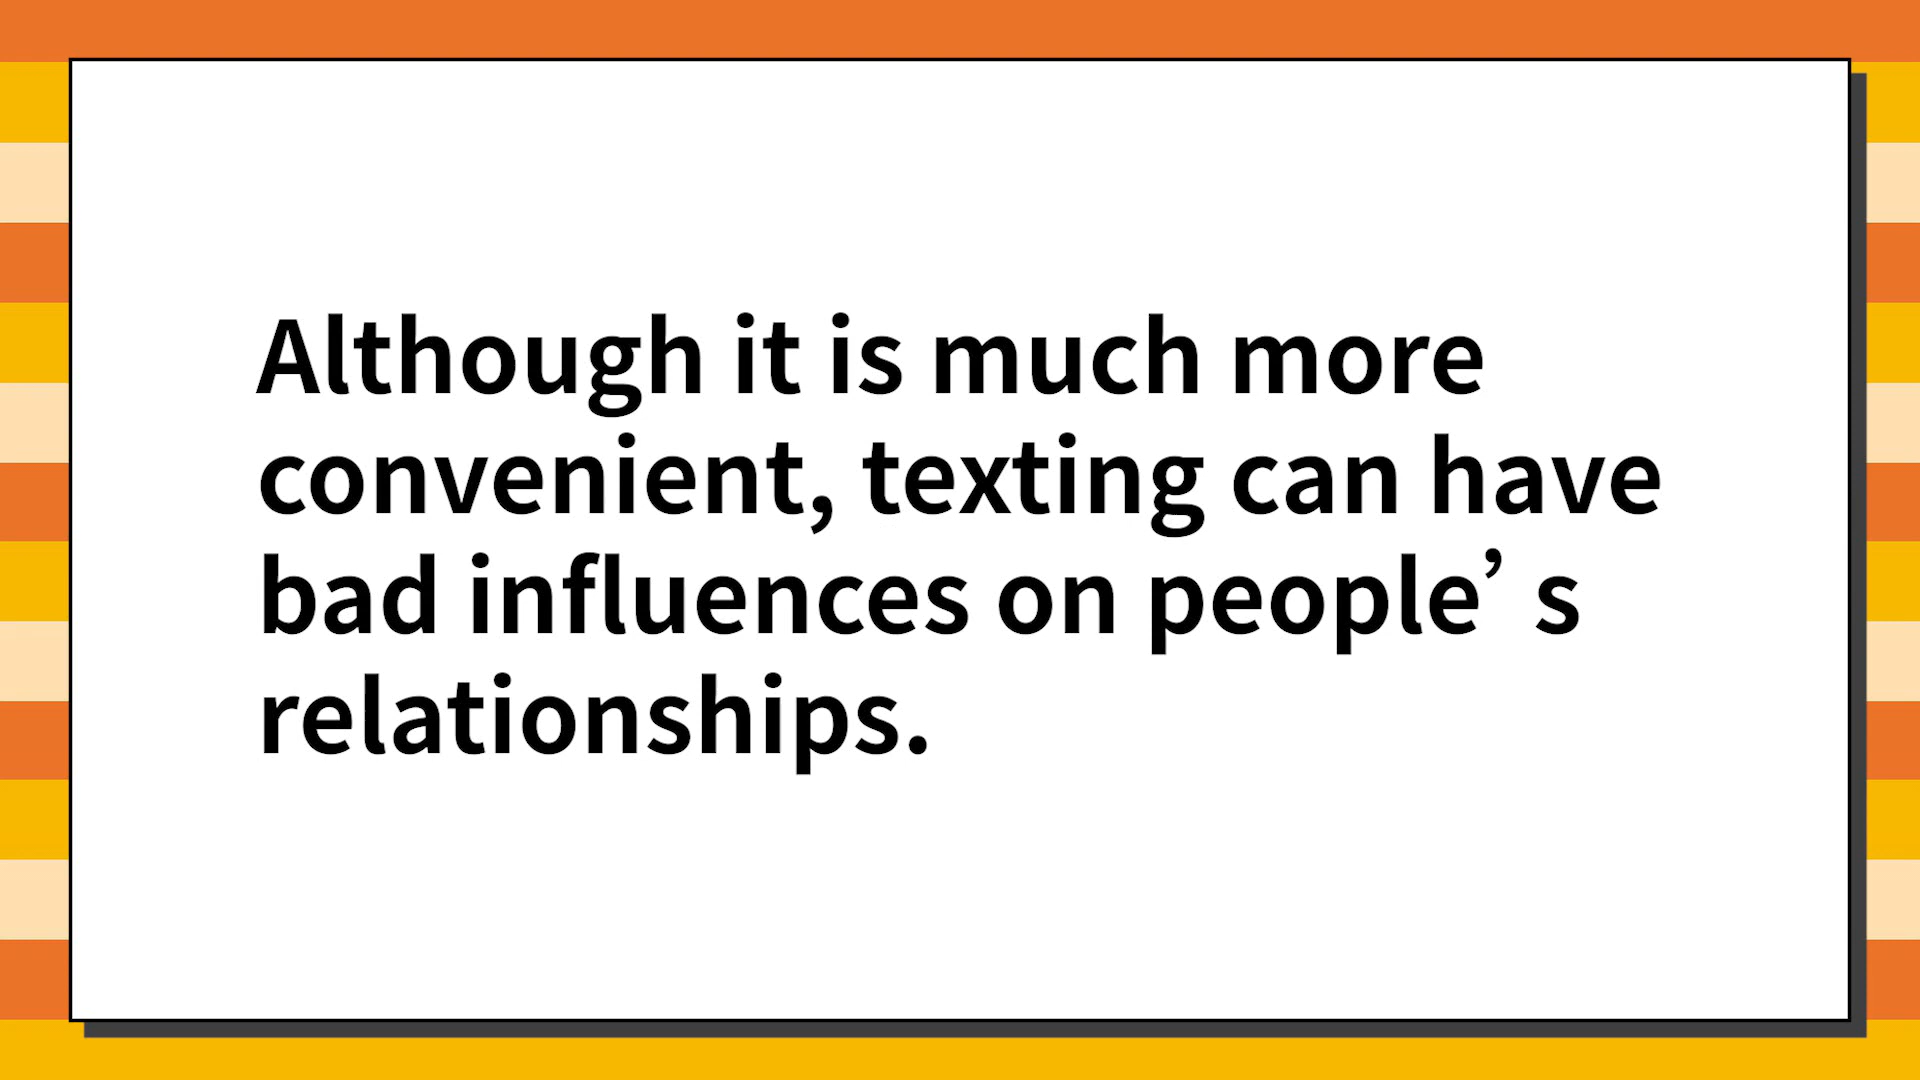 Although it is much more
convenient, texting can have
bad influences on people’s
relationships.